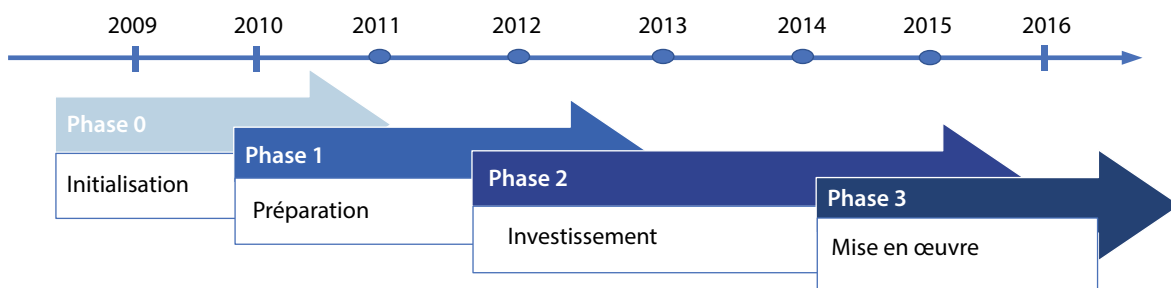 2009 2010 2011 2012 2013 2014 2015 2016
Phase 0
Initialisation
Phase 1
Préparation
Phase 2
Investissement
Phase 3
Mise en œuvre